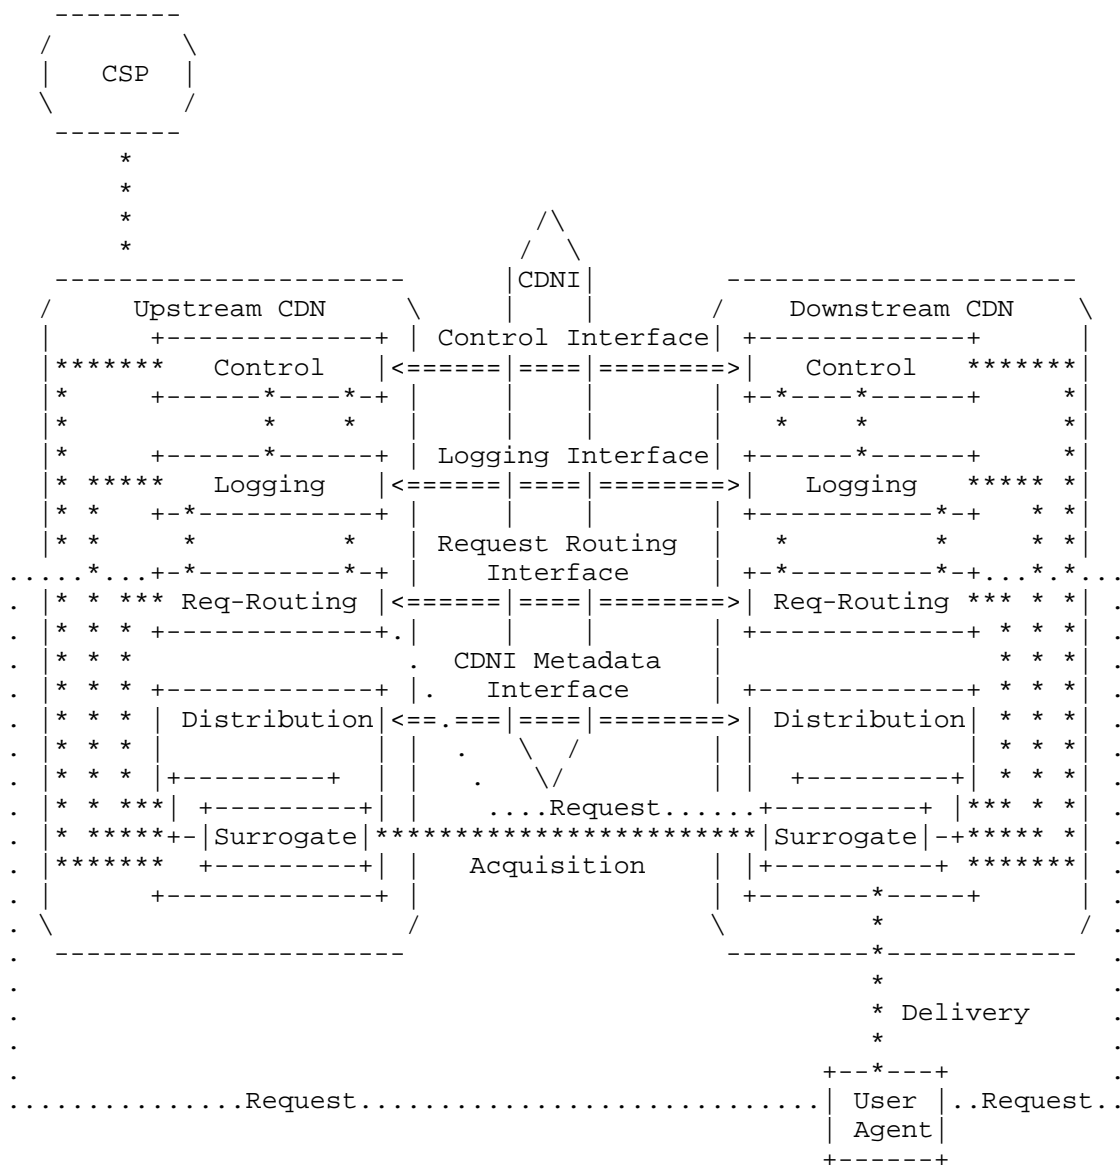 CSP
CDNI
Upstream CDN Downstream CDN
Control Interface
Control Control
Logging Interface
Logging Logging
Request Routing
Interface
Req-Routing Req-Routing
CDNI Metadata
Interface
Distribution Distribution
Request
Surrogate Surrogate
Acquisition
Delivery
Request User Request
Agent